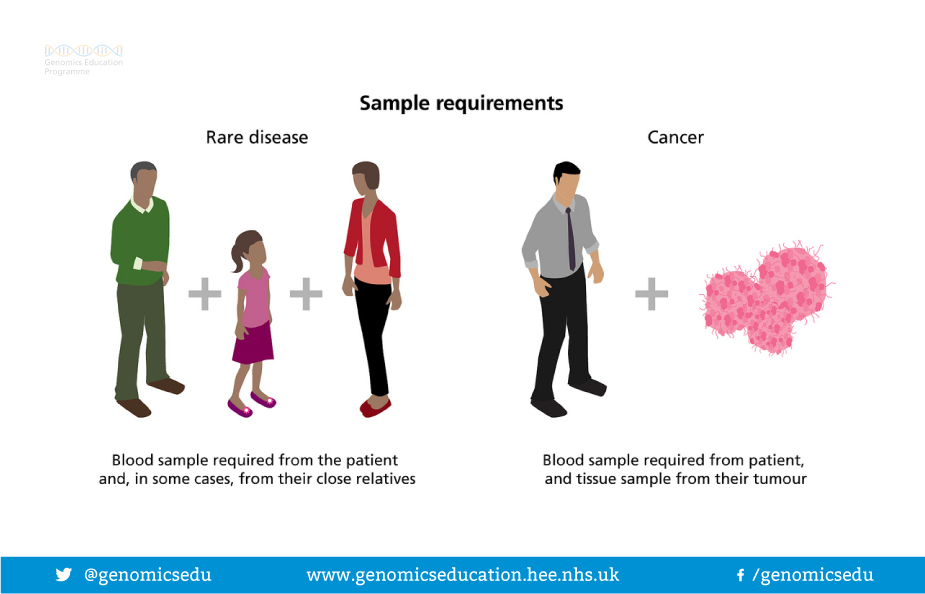 Genomics Education
Programme
Sample requirements
Rare disease
Cancer
Blood sample required from the patient
and, in some cases, from their close relatives
Blood sample required from patient,
and tissue sample from their tumour
@genomicsedu
www.genomicseducation.hee.nhs.uk
/genomicsedu